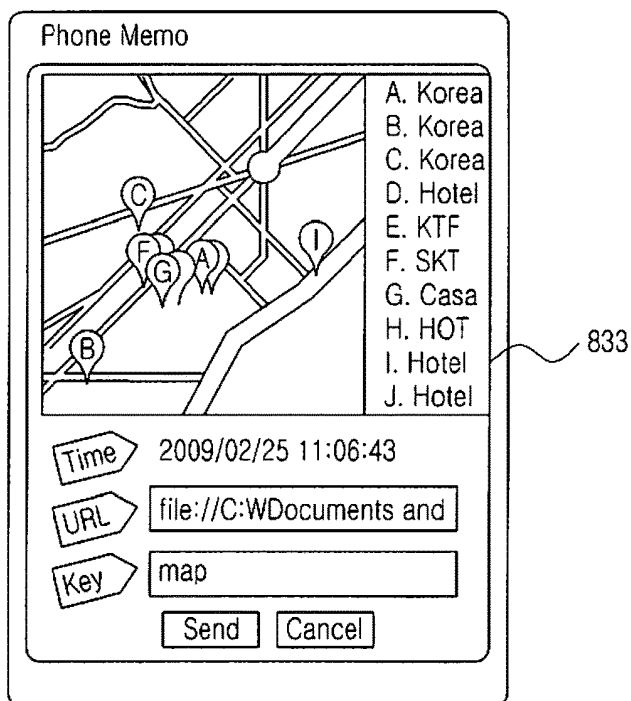 Phone Memo
A. Korea
B. Korea
C. Korea
D. Hotel
E. KTF
F. SKT
G. Casa
H. HOT
I. Hotel
J. Hotel
C
F
A
I
G
B
833
Time 2009/02/25 11:06:43
URL file://C:WDocuments and
Key map
Send Cancel